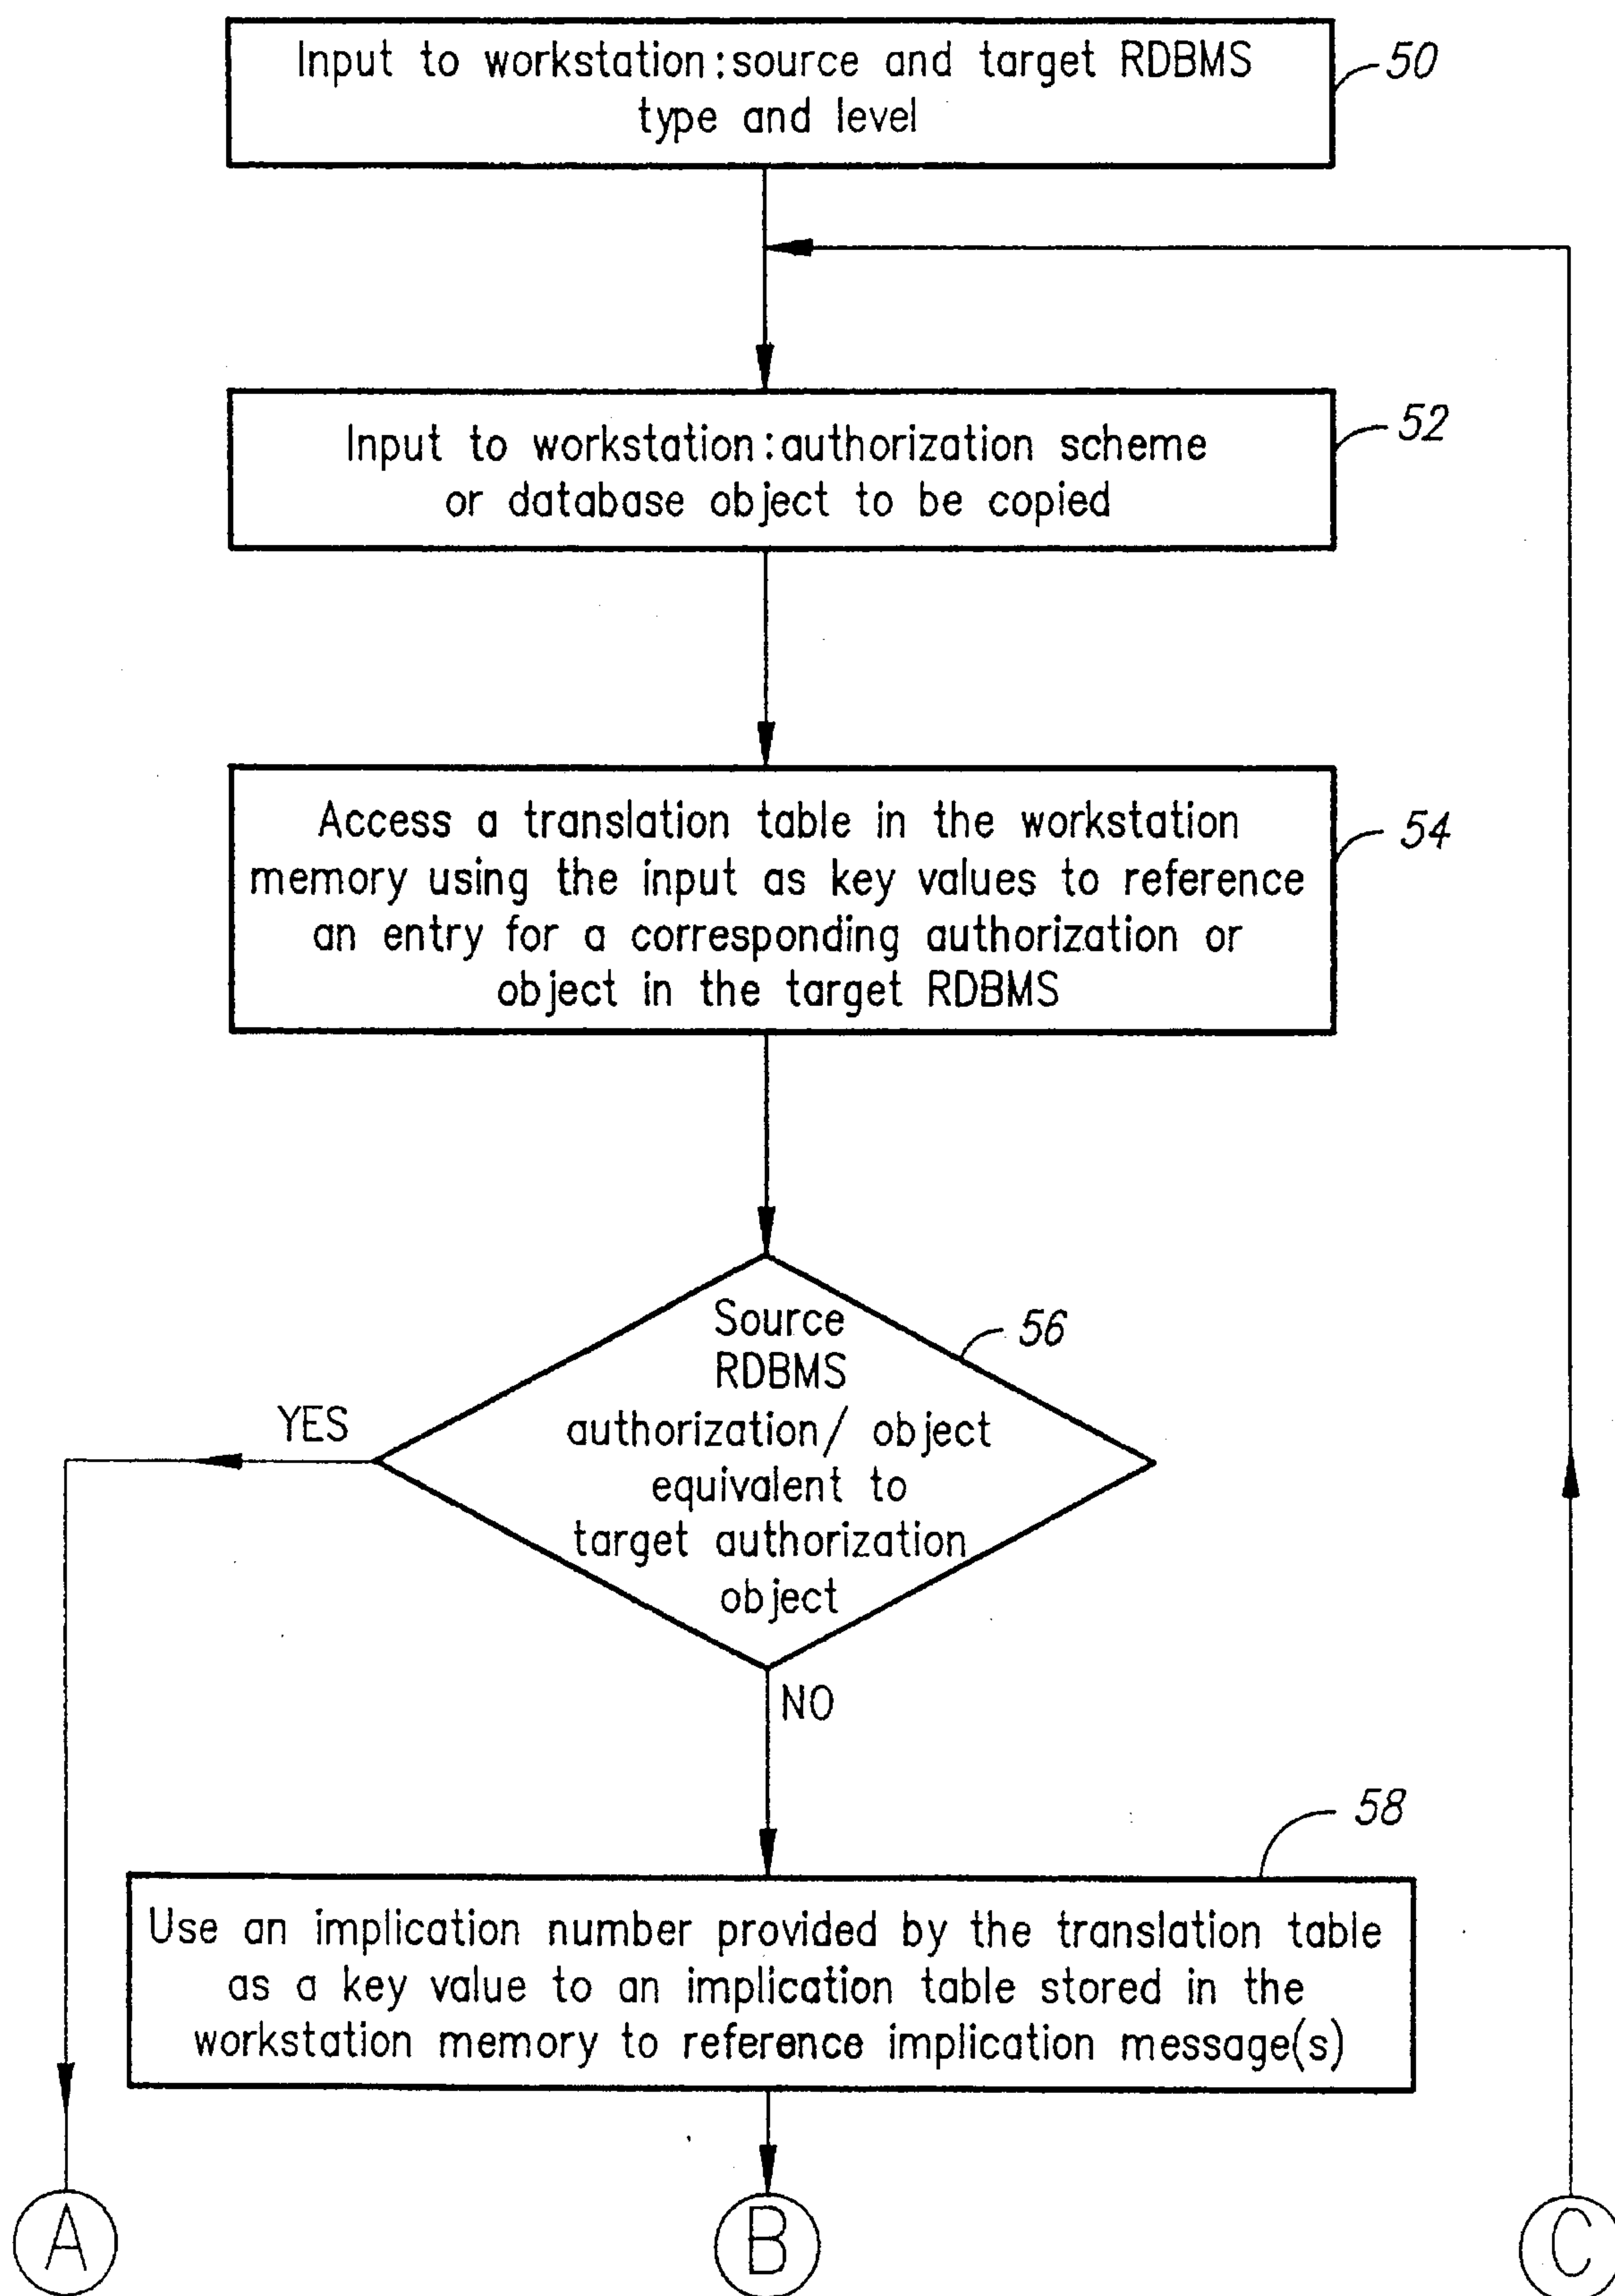 Input to workstation:source and target RDBMS
type and level
50
Input to workstation:authorization scheme
or database object to be copied
52
Access a translation table in the workstation
memory using the input as key values to reference
an entry for a corresponding authorization or
object in the target RDBMS
54
Source
RDBMS
authorization/ object
equivalent to
target authorization
object
56
YES
NO
58
Use an implication number provided by the translation table
as a key value to an implication table stored in the
workstation memory to reference implication message(s)
A
B
C